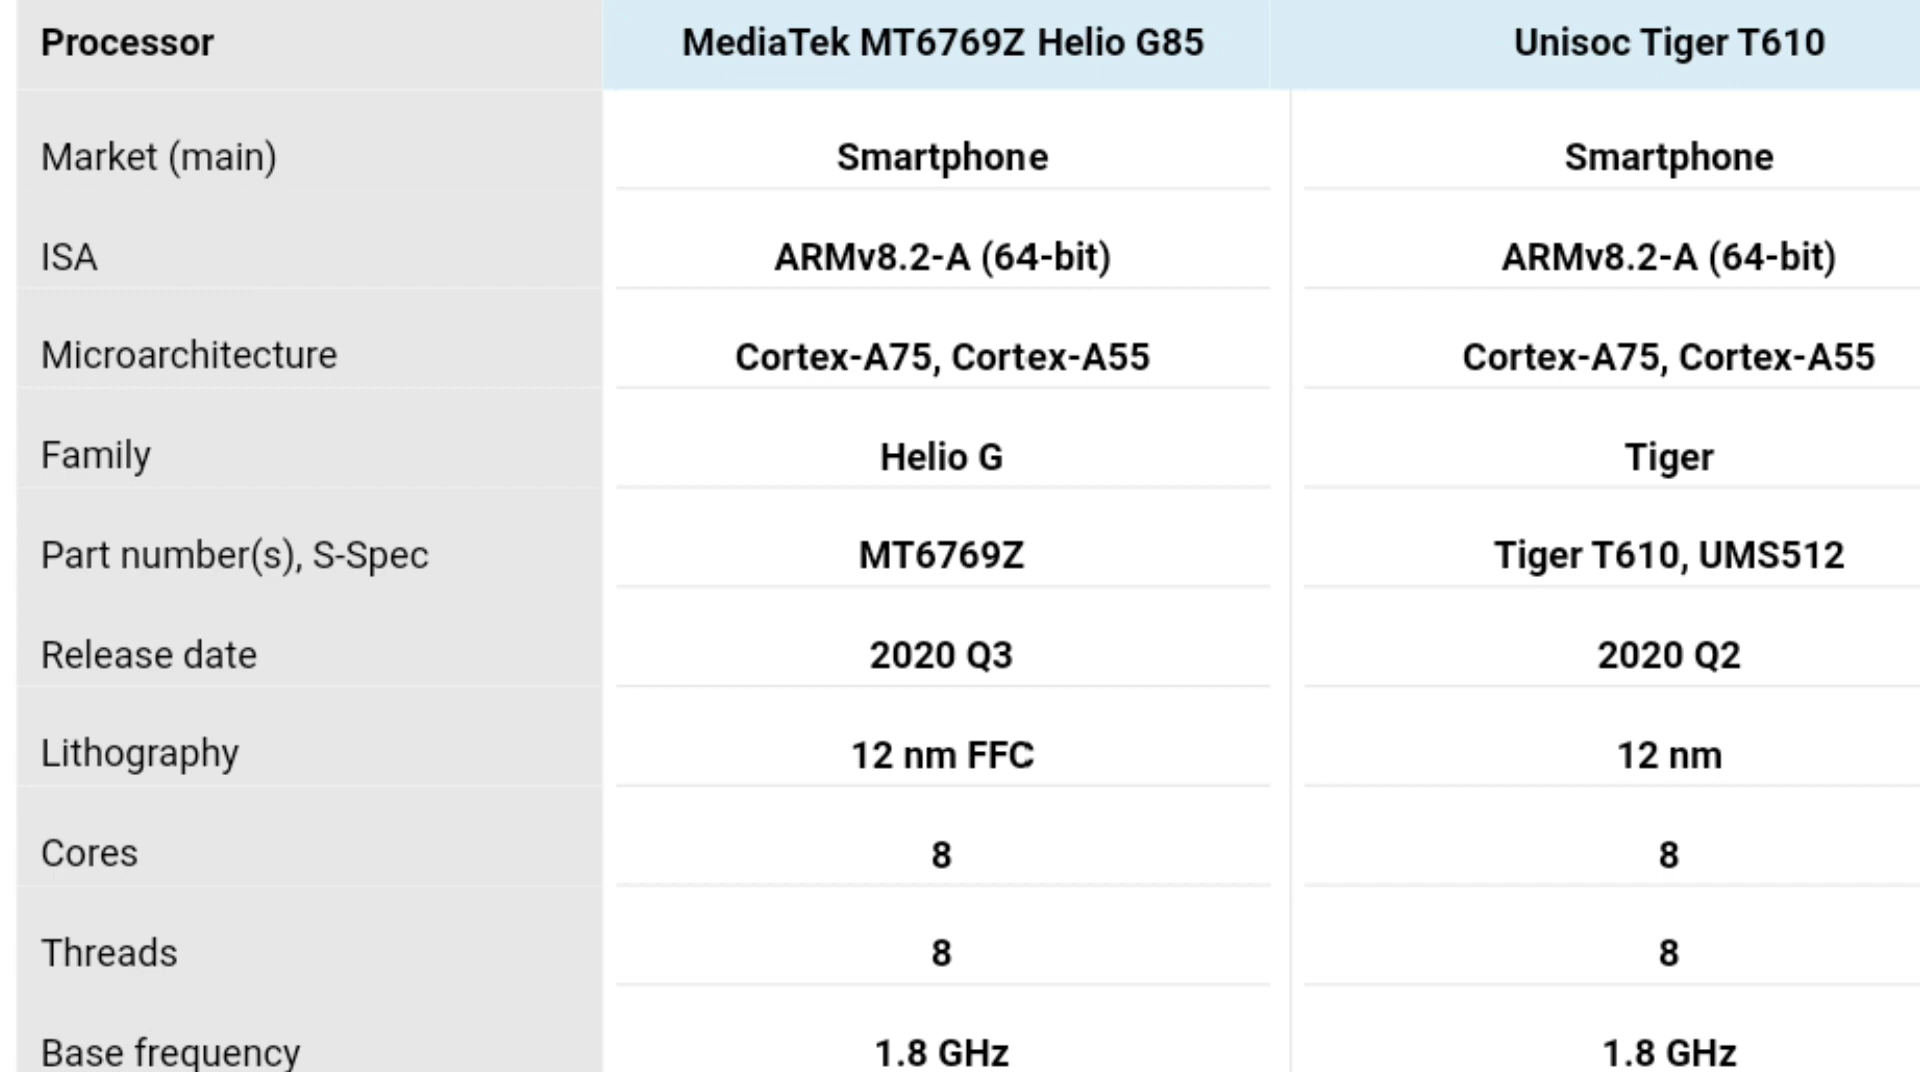 Processor MediaTek MT6769Z Helio G85 Unisoc Tiger T610
Market (main) Smartphone Smartphone
ISA ARMv8.2-A (64-bit) ARMv8.2-A (64-bit)
Microarchitecture Cortex-A75, Cortex-A55 Cortex-A75, Cortex-A55
Family Helio G Tiger
Part number(s), S-Spec MT6769Z Tiger T610, UMS512
Release date 2020 Q3 2020 Q2
Lithography 12 nm FFC 12 nm
Cores 8 8
Threads 8 8
Base frequency 1.8 GHz 1.8 GHz